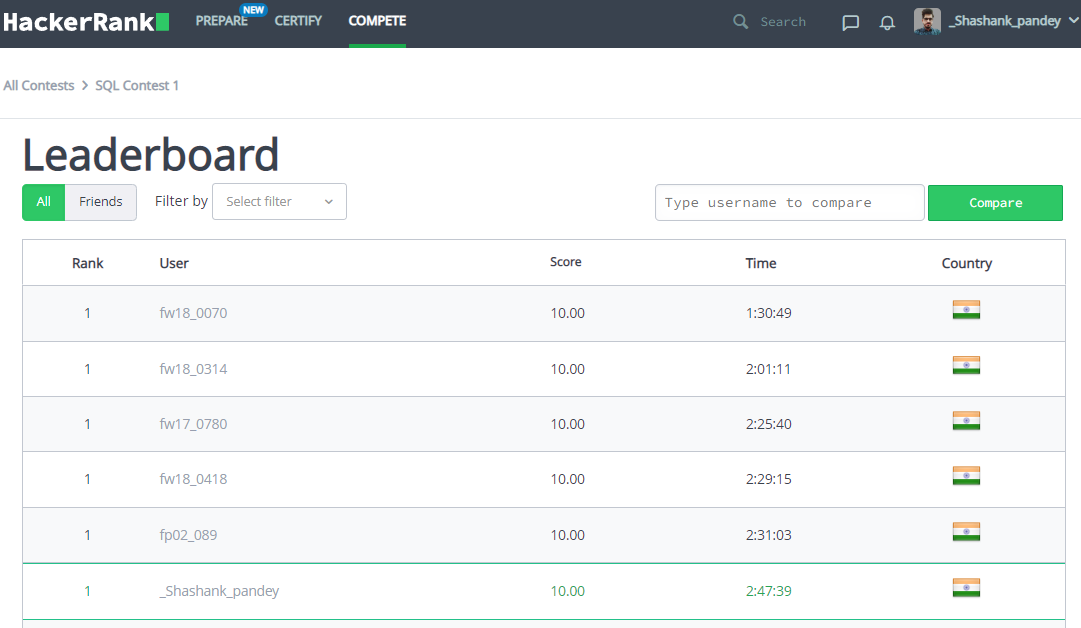 HackerRank PREPARE NEW CERTIFY COMPETE Search _Shashank_pandey
All Contests > SQL Contest 1
Leaderboard
All Friends Filter by Select filter Type username to compare Compare
Rank User Score Time Country
1 fw18_0070 10.00 1:30:49
1 fw18_0314 10.00 2:01:11
1 fw17_0780 10.00 2:25:40
1 fw18_0418 10.00 2:29:15
1 fp02_089 10.00 2:31:03
1 _Shashank_pandey 10.00 2:47:39